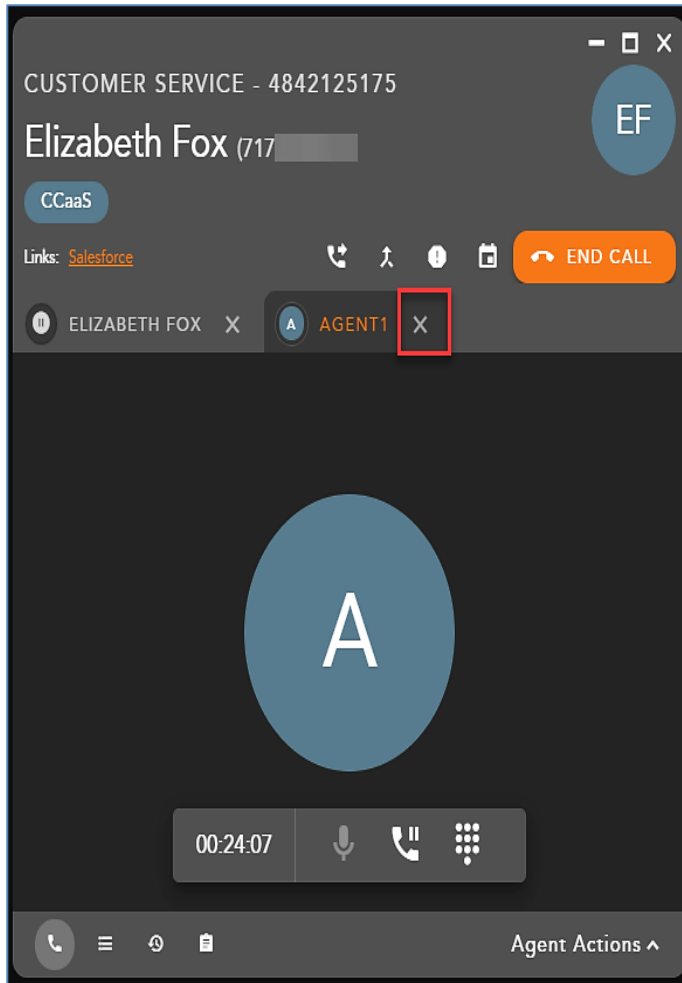 CUSTOMER SERVICE - 4842125175
EF
Elizabeth Fox (717
CCaaS
Links: Salesforce
END CALL
ELIZABETH FOX X A AGENT1 X
A
00:24:07
Agent Actions